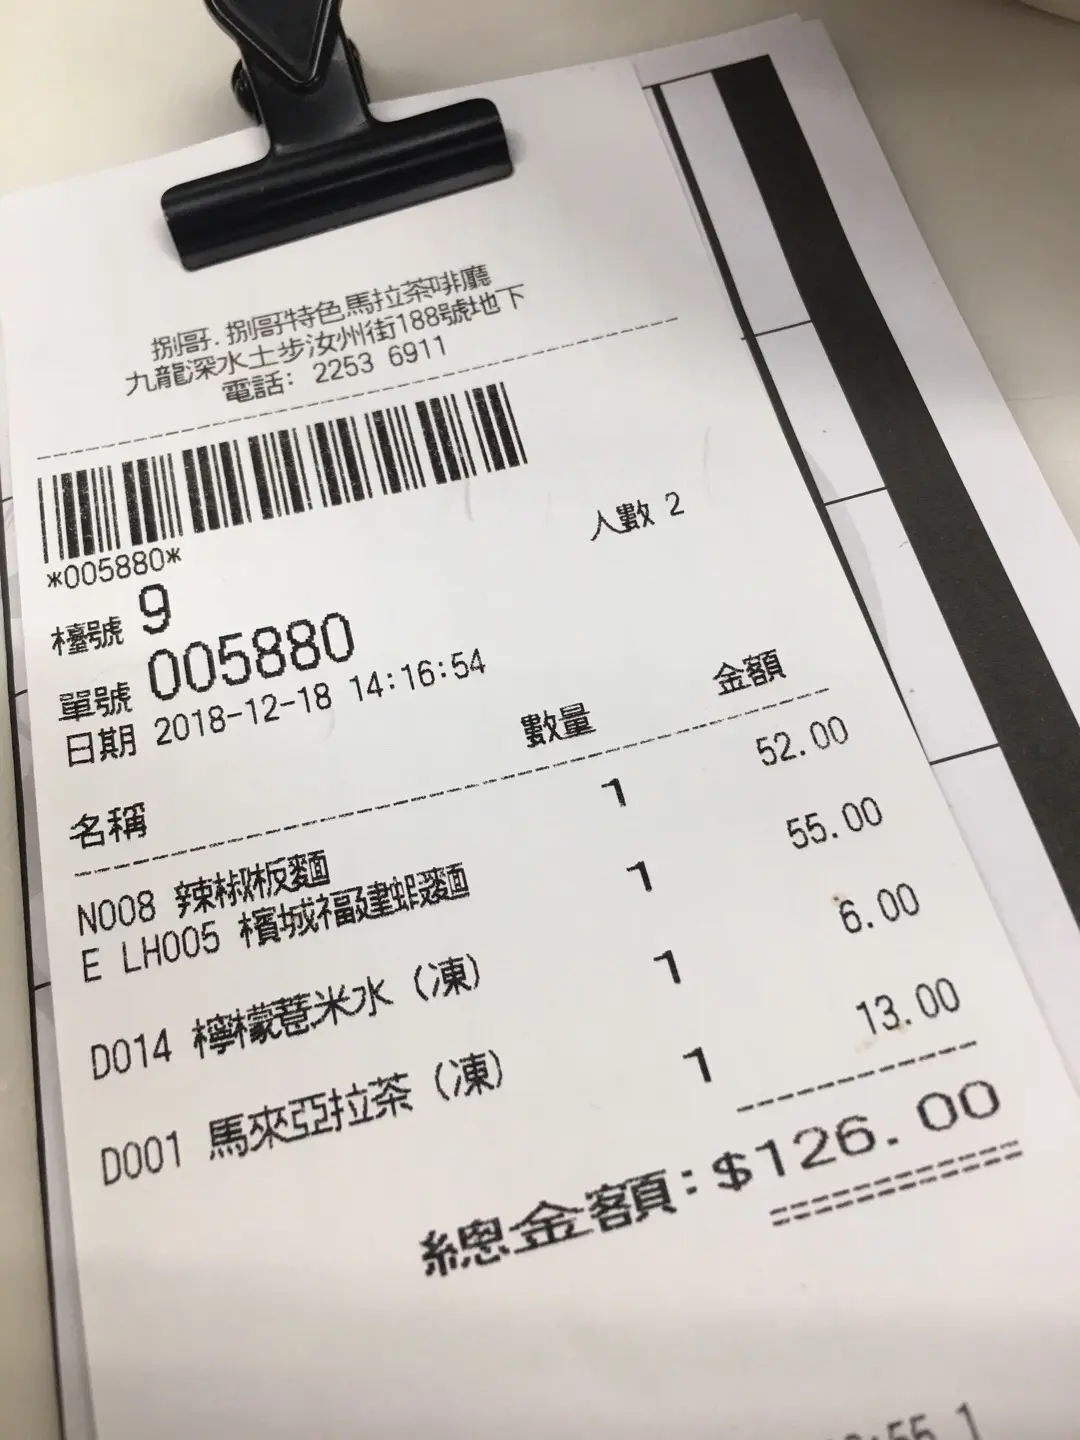 捌哥.捌哥特色馬拉茶啡廳
九龍深水土步汝州街188號地下
電話: 2253 6911
*005880*
人數 2
檯號 9
單號 005880
日期 2018-12-18 14:16:54
名稱 數量 金額
N008 辣椒板麵 1 52.00
E LH005 檳城福建蝦麵 1 55.00
D014 檸檬薏米水 (凍) 1 6.00
D001 馬來亞拉茶 (凍) 1 13.00
總金額:$126.00